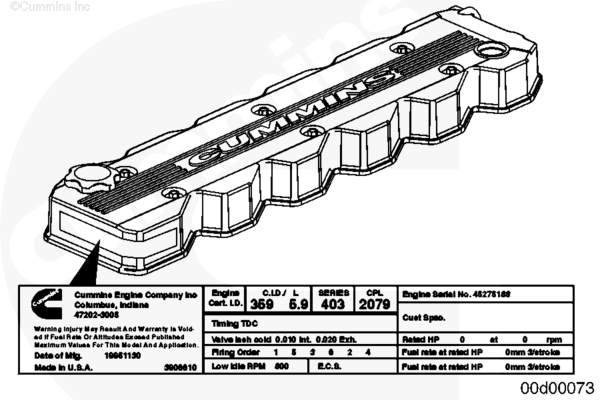 ©Cummins Inc
CUMMINS
Cummins
Cummins Engine Company Inc
Columbus, Indiana
47202-3005
Warning Injury May Result And Warranty Is Void-
ed If Fuel Rate Or Altitudes Exceed Published
Maximum Values For This Model And Application.
Date of Mfg. 19951130
Made in U.S.A. 3906610
Engine Cert. I.D. C.I.D./ L 359 5.9 SERIES 403 CPL 2079
Timing TDC
Valve lash cold 0.010 Int. 0.020 Exh.
Firing Order 1 5 3 6 2 4
Low Idle RPM 800 E.C.S.
Engine Serial No. 45275188
Cust Spec.
Rated HP 0 at 0 rpm
Fuel rate at rated HP 0mm 3/stroke
Fuel rate at rated HP 0mm 3/stroke
00d00073